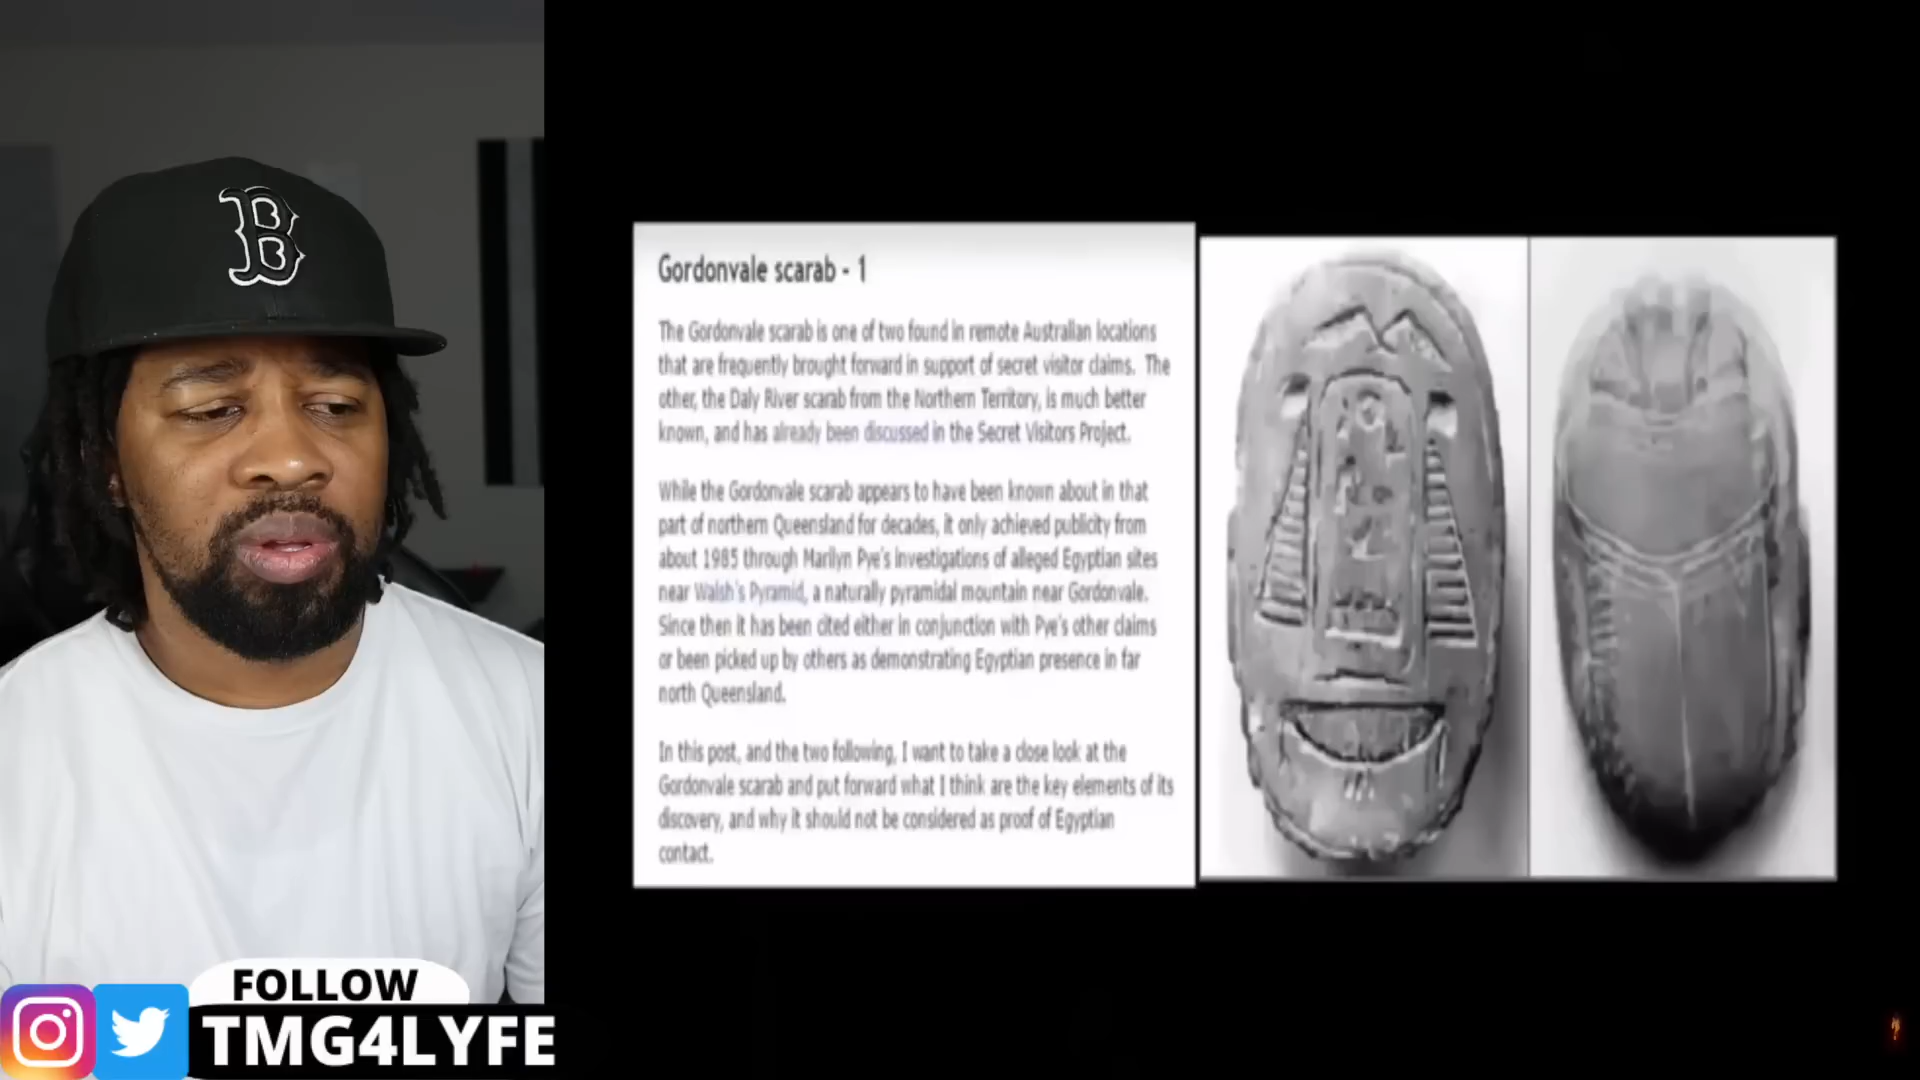 B
Gordonvale scarab - 1
The Gordonvale scarab is one of two found in remote Australian locations
that are frequently brought forward in support of secret visitor claims. The
other, the Daly River scarab from the Northern Territory, is much better
known, and has already been discussed in the Secret Visitors Project.
While the Gordonvale scarab appears to have been known about in that
part of northern Queensland for decades, it only achieved publicity from
about 1985 through Marilyn Pye's investigations of alleged Egyptian sites
near Walsh's Pyramid, a naturally pyramidal mountain near Gordonvale.
Since then it has been cited either in conjunction with Pye's other claims
or been picked up by others as demonstrating Egyptian presence in far
north Queensland.
In this post, and the two following, I want to take a close look at the
Gordonvale scarab and put forward what I think are the key elements of its
discovery, and why it should not be considered as proof of Egyptian
contact.
FOLLOW
TMG4LYFE